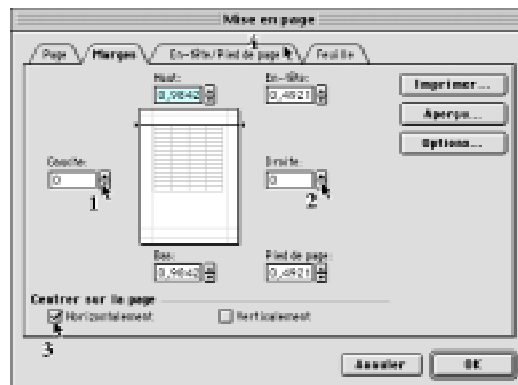 Mise en page
Page Marges En-tête/Pied de page Feuille
4
Haut: En-tête:
0,9842 0,4921
Imprimer...
Aperçu...
Options...
Gauche: Droite:
0 0
1 2
Bas: Pied de page:
0,9842 0,4921
Centrer sur la page
Horizontalement Verticalement
3
Annuler OK